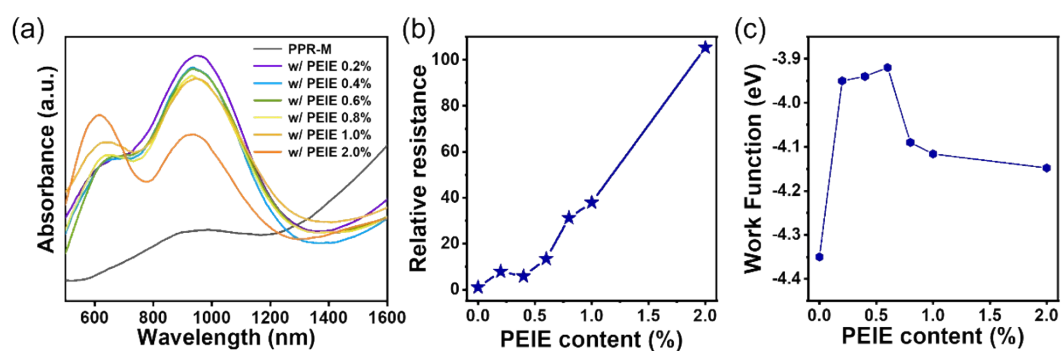 (a)
Absorbance (a.u.)
PPR-M
w/ PEIE 0.2%
w/ PEIE 0.4%
w/ PEIE 0.6%
w/ PEIE 0.8%
w/ PEIE 1.0%
w/ PEIE 2.0%
600 800 1000 1200 1400 1600
Wavelength (nm)
(b)
Relative resistance
100
80
60
40
20
0
0.0 0.5 1.0 1.5 2.0
PEIE content (%)
(c)
Work Function (eV)
-3.9
-4.0
-4.1
-4.2
-4.3
-4.4
0.0 0.5 1.0 1.5 2.0
PEIE content (%)